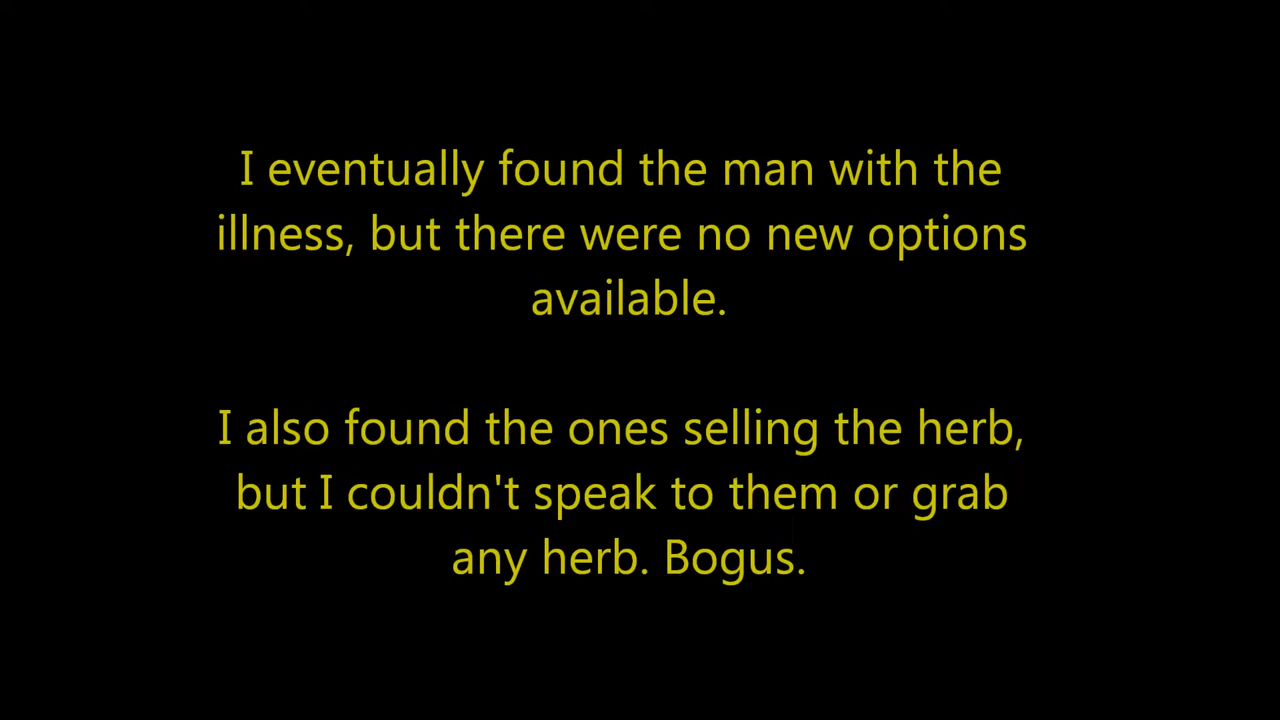 I eventually found the man with the
illness, but there were no new options
available.
I also found the ones selling the herb,
but I couldn't speak to them or grab
any herb. Bogus.